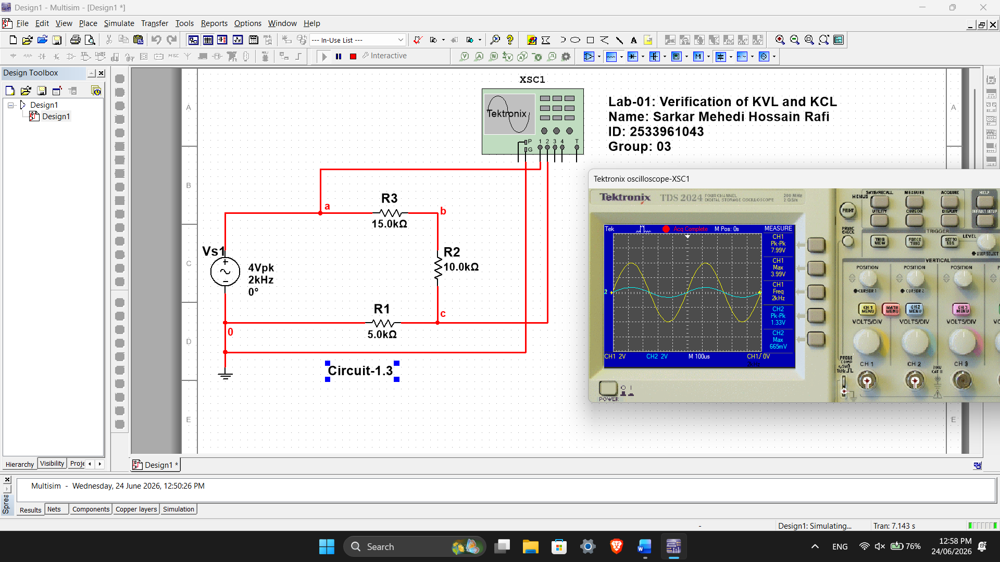 Design1 - Multisim - [Design1 *]
File Edit View Place Simulate Transfer Tools Reports Options Window Help
--- In-Use List ---
MISC
Interactive
Design Toolbox
Design1
Design1
Hierarchy Visibility Proje
A
B
C
D
E
A
E
XSC1
Tektronix
P
G
1 2 3 4 T
Lab-01: Verification of KVL and KCL
Name: Sarkar Mehedi Hossain Rafi
ID: 2533961043
Group: 03
a
R3
15.0kΩ
b
Vs1
4Vpk
2kHz
0°
R2
10.0kΩ
R1
5.0kΩ
c
0
Circuit-1.3
Tektronix oscilloscope-XSC1
Tektronix TDS 2024 FOUR CHANNEL DIGITAL STORAGE OSCILLOSCOPE 200 MHz 2 GS/s
Tek Acq Complete M Pos: 0s MEASURE
CH1
Pk-Pk
7.99V
CH1
Max
3.99V
CH1
Freq
2kHz
CH2
Pk-Pk
1.33V
CH2
Max
665mV
CH1 2V CH2 2V M 100us CH1 0V
2kHz
POWER
MENUS
SAVE/RECALL MEASURE ACQUIRE HELP
UTILITY CURSOR DISPLAY DEFAULT SETUP
PRINT
PROBE CHECK
TRIGGER
TRIG VIEW FORCE TRIG SET TO 50% LEVEL
USER SELECT
VERTICAL
POSITION POSITION POSITION
CURSOR 1 CURSOR 2
CH 1 MENU MATH MENU CH 2 MENU CH 3 MENU
VOLTS/DIV VOLTS/DIV VOLTS/DIV VO
CH 1 CH 2 CH 3
PROBE COMP
~5V
1kHz
300V
CAT II
Design1 *
Multisim - Wednesday, 24 June 2026, 12:50:26 PM
Sprea
Results Nets Components Copper layers Simulation
- Design1: Simulating... Tran: 7.143 s
Search
ENG 76% 12:58 PM
24/06/2026